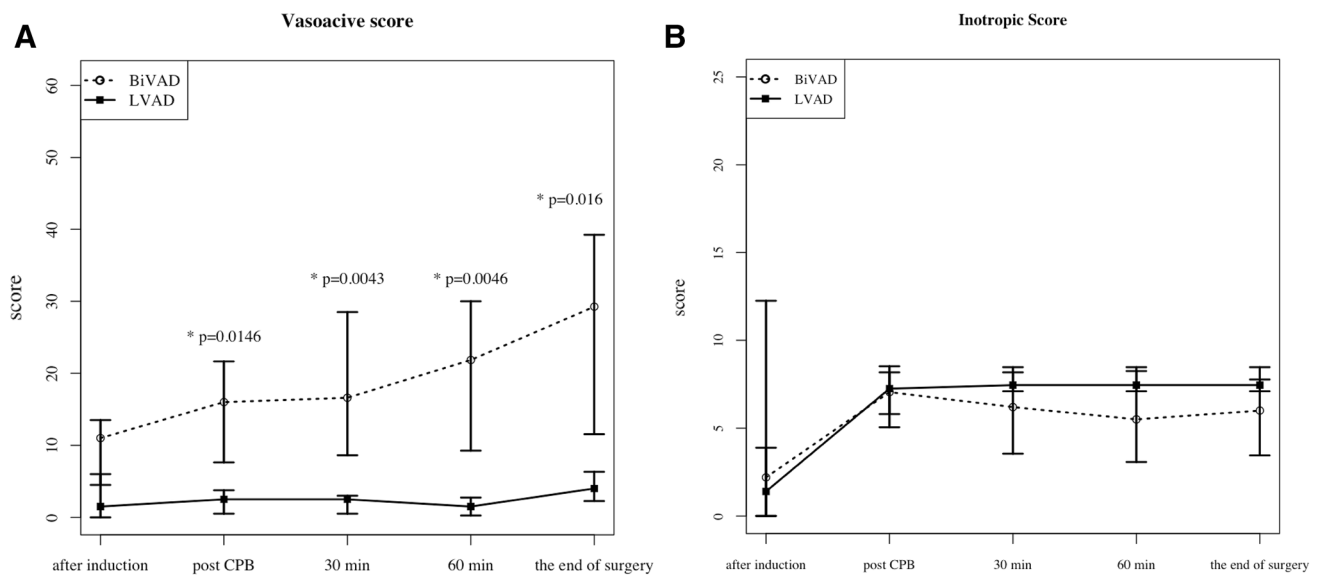 A
Vasoacive score
BiVAD
LVAD
60
50
40
30
20
10
0
score
* p=0.0146
* p=0.0043
* p=0.0046
* p=0.016
after induction
post CPB
30 min
60 min
the end of surgery
B
Inotropic Score
BiVAD
LVAD
25
20
15
10
5
0
score
after induction
post CPB
30 min
60 min
the end of surgery